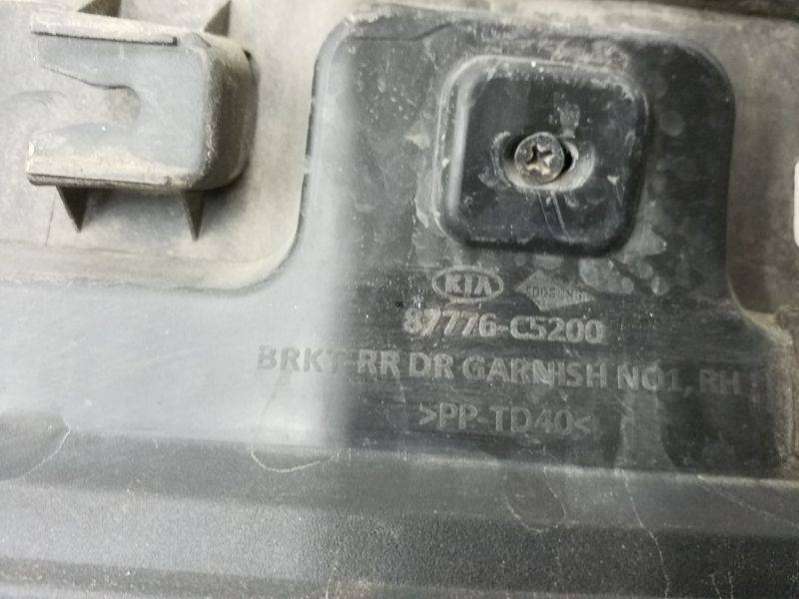 KIA
87776-C5200
BRKT-RR DR GARNISH NO1, RH
>PP-TD40<